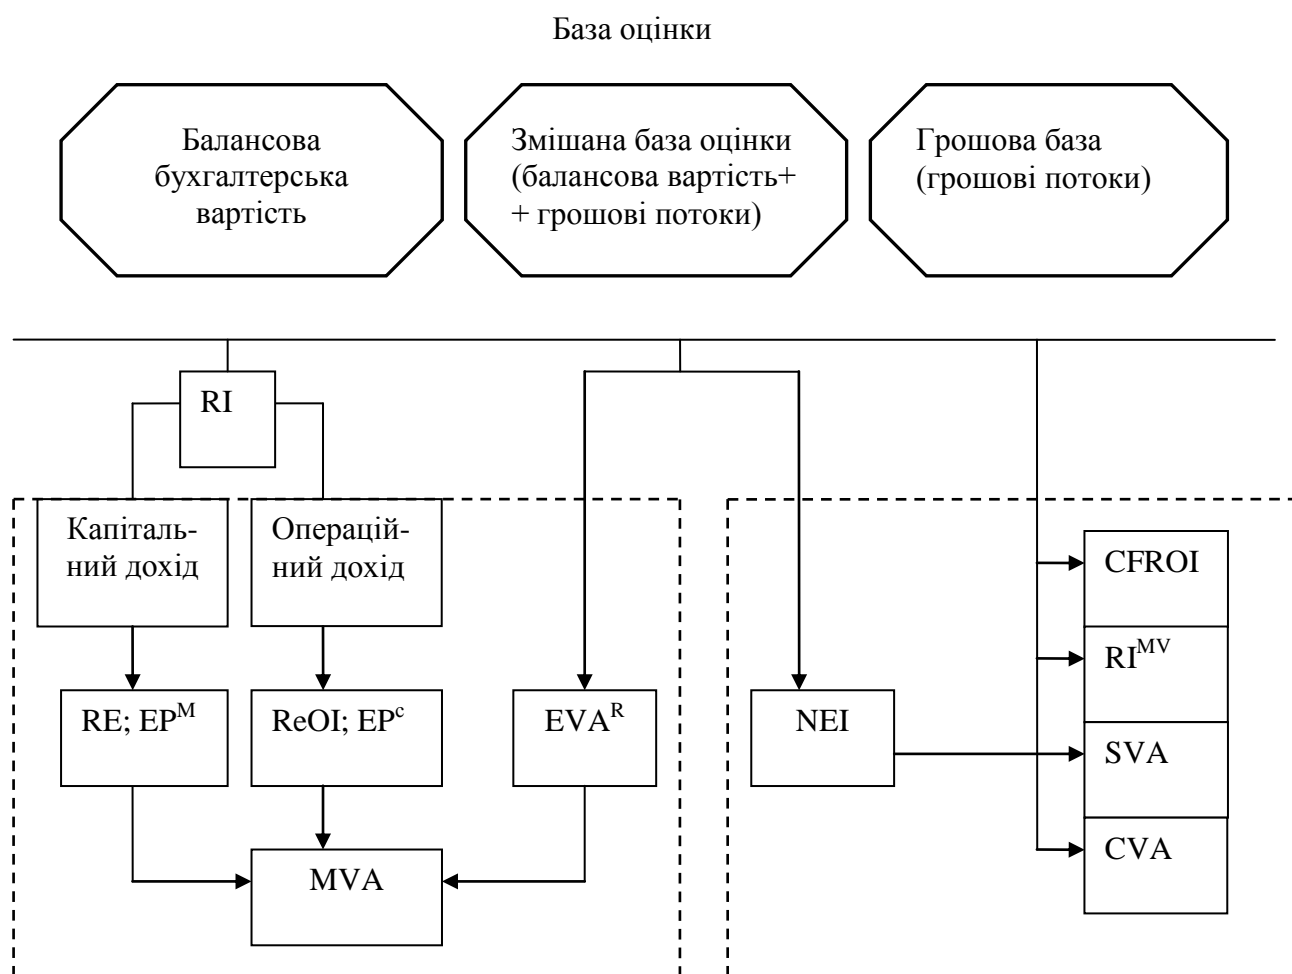 База оцінки
Балансова
бухгалтерська
вартість
Змішана база оцінки
(балансова вартість+
+ грошові потоки)
Грошова база
(грошові потоки)
RI
Капіталь-
ний дохід
Операцій-
ний дохід
CFROI
RI^MV
RE; EP^M
ReOI; EP^c
EVA^R
NEI
SVA
CVA
MVA